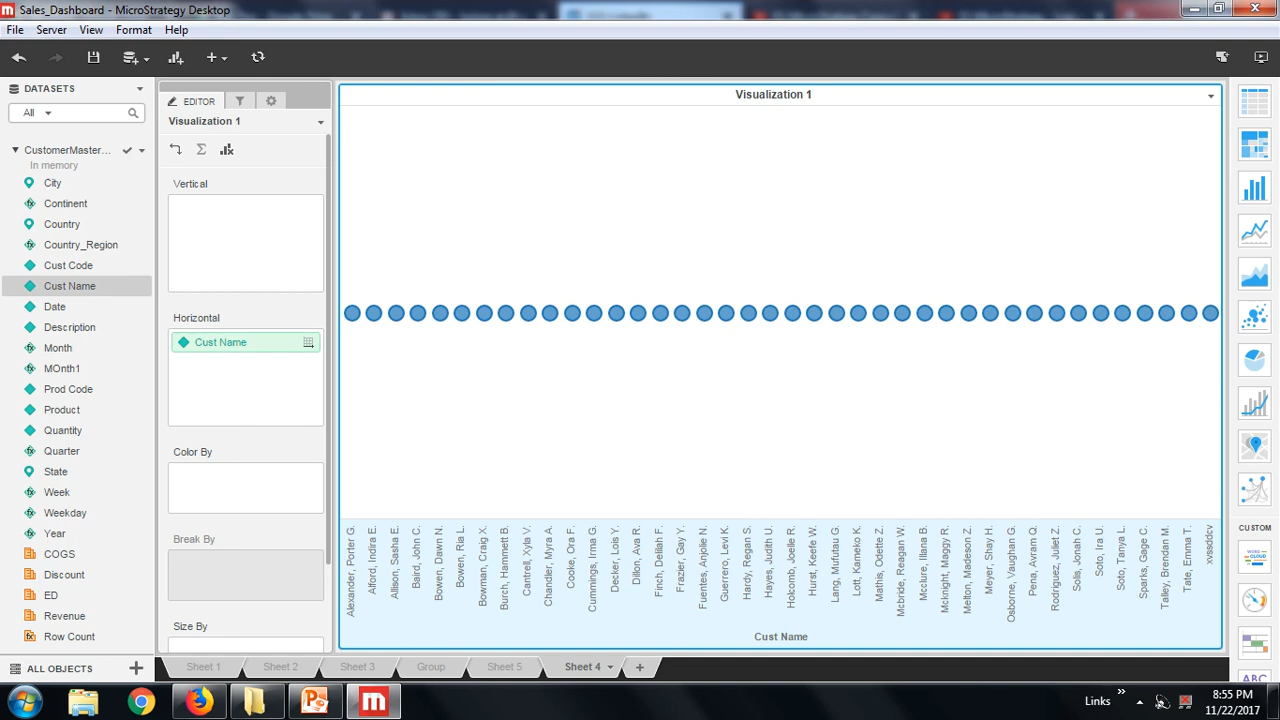 Sales_Dashboard - MicroStrategy Desktop
File Server View Format Help
DATASETS
All
CustomerMaster...
In memory
City
Continent
Country
Country_Region
Cust Code
Cust Name
Date
Description
Month
MOnth1
Prod Code
Product
Quantity
Quarter
State
Week
Weekday
Year
COGS
Discount
ED
Revenue
Row Count
ALL OBJECTS
EDITOR
Visualization 1
Vertical
Horizontal
Cust Name
Color By
Break By
Size By
Visualization 1
Alexander, Porter G.
Alford, Indira E.
Allison, Sasha E.
Baird, John C.
Bowen, Dawn N.
Bowen, Ria L.
Bowman, Craig X.
Burch, Hammett B.
Cantrell, Xyla V.
Chavez, Myra A.
Cooke, Ora F.
Cummings, Irma G.
Decker, Lois Y.
Dillon, Ava R.
Finch, Delilah F.
Frazier, Gay Y.
Fuentes, Anjolie N.
Guerrero, Levi K.
Hardy, Regan S.
Hayes, Judith U.
Holcomb, Joelle R.
Hurst, Keefe W.
Lang, Mufutau G.
Lott, Kameko K.
Mathis, Odette Z.
Mcbride, Reagan W.
Mcclure, Illiana B.
Mcknight, Maggy R.
Melton, Madeson Z.
Meyer, Shay H.
Osborne, Vaughan G.
Pena, Avram Q.
Rodriquez, Juliet Z.
Solis, Jonah C.
Soto, Ira U.
Soto, Tanya L.
Sparks, Gage C.
Talley, Brendan M.
Tate, Emma T.
Cust Name
Sheet 1 Sheet 2 Sheet 3 Group Sheet 5 Sheet 4
CUSTOM
WORD
CLOUD
ABC
Links
8:55 PM
11/22/2017